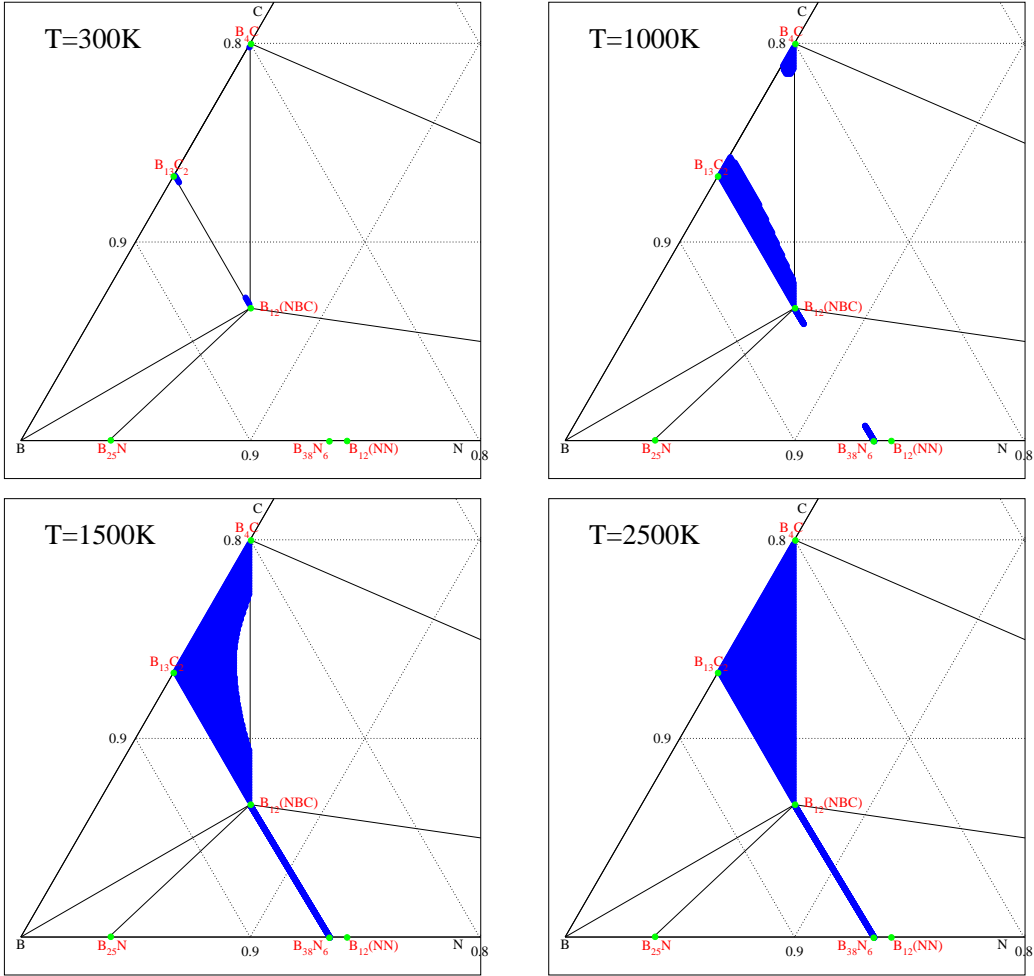 C
B4C
T=300K
0.8
B13C2
0.9
B12(NBC)
B
B25N
0.9
B38N6
B12(NN)
N
0.8
C
B4C
T=1000K
0.8
B13C2
0.9
B12(NBC)
B
B25N
0.9
B38N6
B12(NN)
N
0.8
C
B4C
T=1500K
0.8
B13C2
0.9
B12(NBC)
B
B25N
0.9
B38N6
B12(NN)
N
0.8
C
B4C
T=2500K
0.8
B13C2
0.9
B12(NBC)
B
B25N
0.9
B38N6
B12(NN)
N
0.8